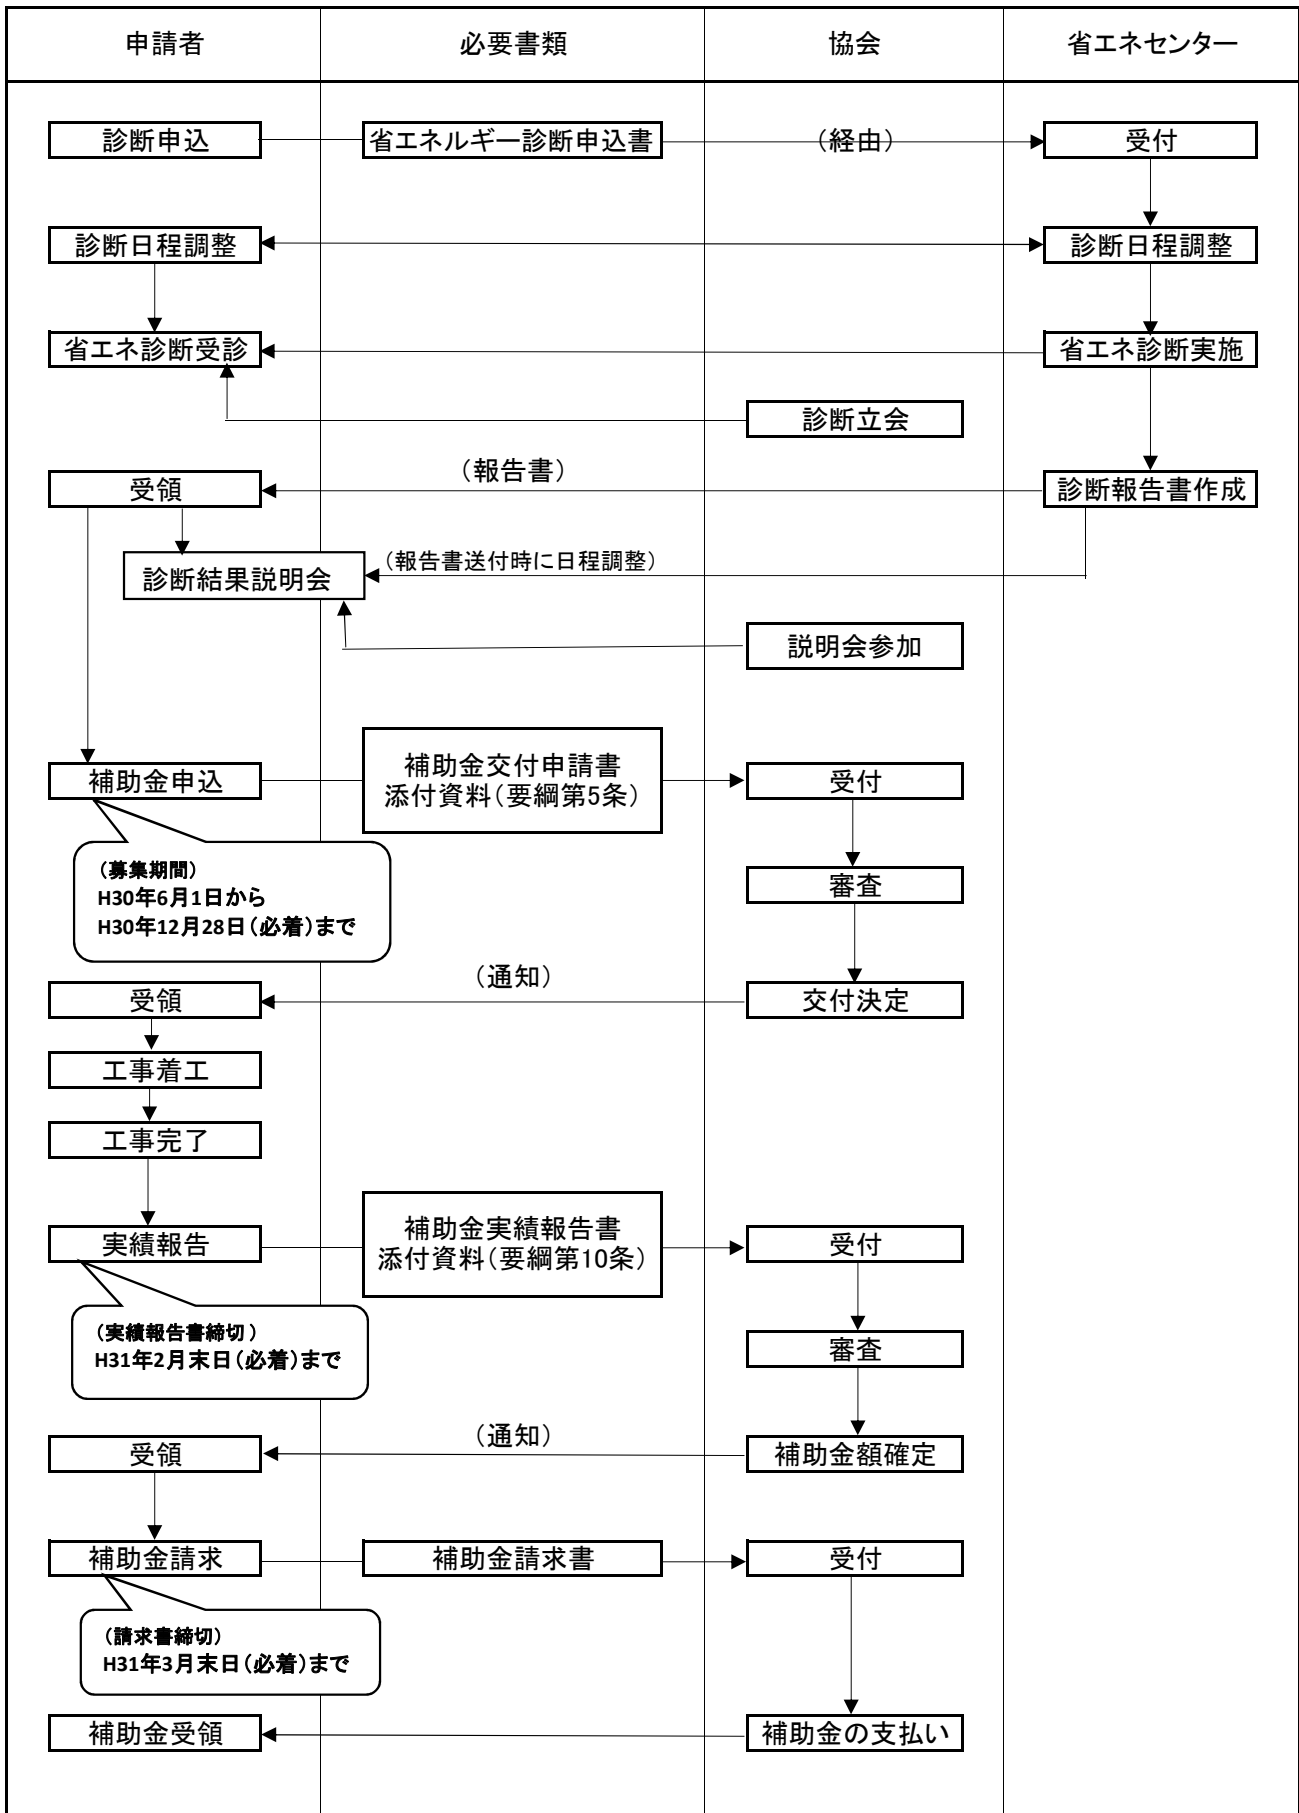 申請者
必要書類
協会
省エネセンター
診断申込
省エネルギー診断申込書
（経由）
受付
診断日程調整
診断日程調整
省エネ診断受診
省エネ診断実施
診断立会
（報告書）
受領
診断報告書作成
（報告書送付時に日程調整）
診断結果説明会
説明会参加
補助金申込
補助金交付申請書
添付資料（要綱第5条）
受付
（募集期間）
H30年6月1日から
H30年12月28日（必着）まで
審査
（通知）
受領
交付決定
工事着工
工事完了
実績報告
補助金実績報告書
添付資料（要綱第10条）
受付
（実績報告書締切）
H31年2月末日（必着）まで
審査
（通知）
受領
補助金額確定
補助金請求
補助金請求書
受付
（請求書締切）
H31年3月末日（必着）まで
補助金受領
補助金の支払い